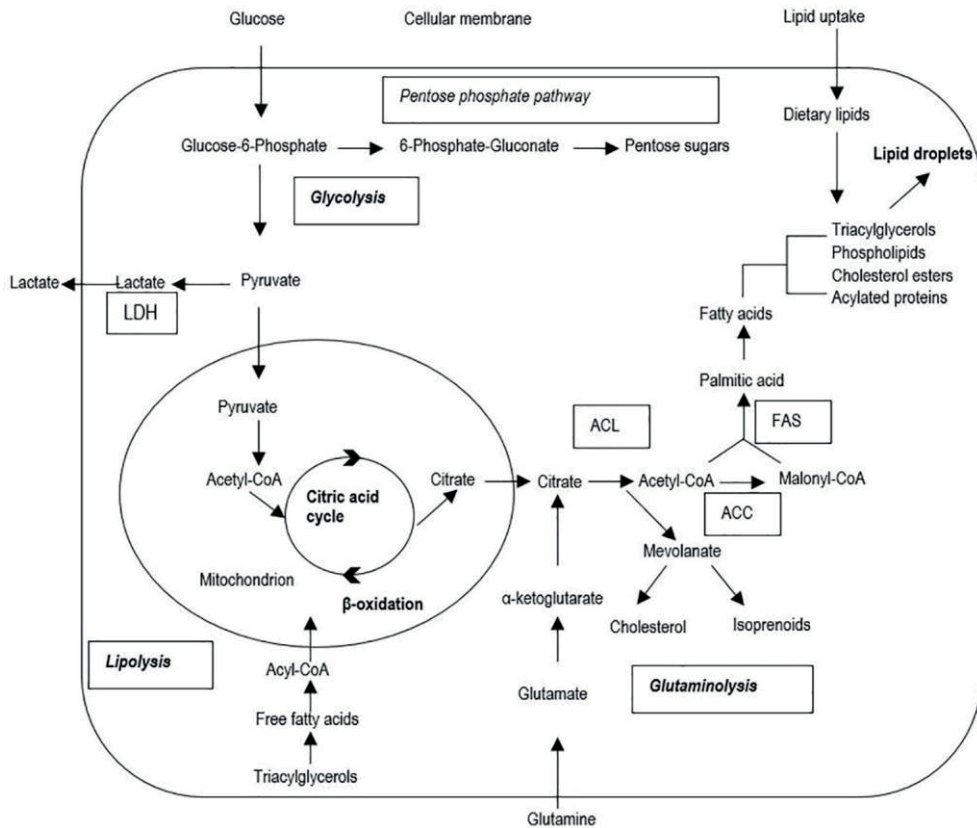 Glucose
Cellular membrane
Lipid uptake
Pentose phosphate pathway
Dietary lipids
Glucose-6-Phosphate
6-Phosphate-Gluconate
Pentose sugars
Lipid droplets
Glycolysis
Triacylglycerols
Phospholipids
Cholesterol esters
Acylated proteins
Lactate
Lactate
Pyruvate
LDH
Fatty acids
Palmitic acid
Pyruvate
ACL
FAS
Acetyl-CoA
Citrate
Citrate
Acetyl-CoA
Malonyl-CoA
Citric acid
cycle
ACC
Mevolanate
Mitochondrion
β-oxidation
α-ketoglutarate
Cholesterol
Isoprenoids
Lipolysis
Acyl-CoA
Glutamate
Glutaminolysis
Free fatty acids
Triacylglycerols
Glutamine